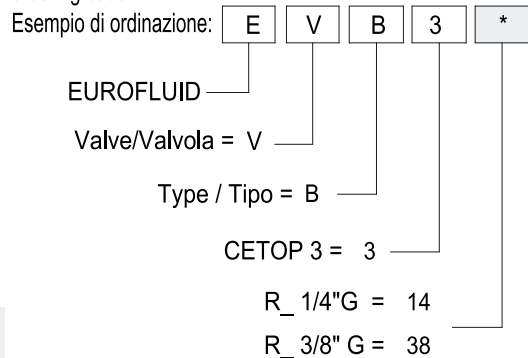 Esempio di ordinazione: E V B 3 *
EUROFLUID
Valve/Valvola = V
Type / Tipo = B
CETOP 3 = 3
R_ 1/4"G = 14
R_ 3/8" G = 38